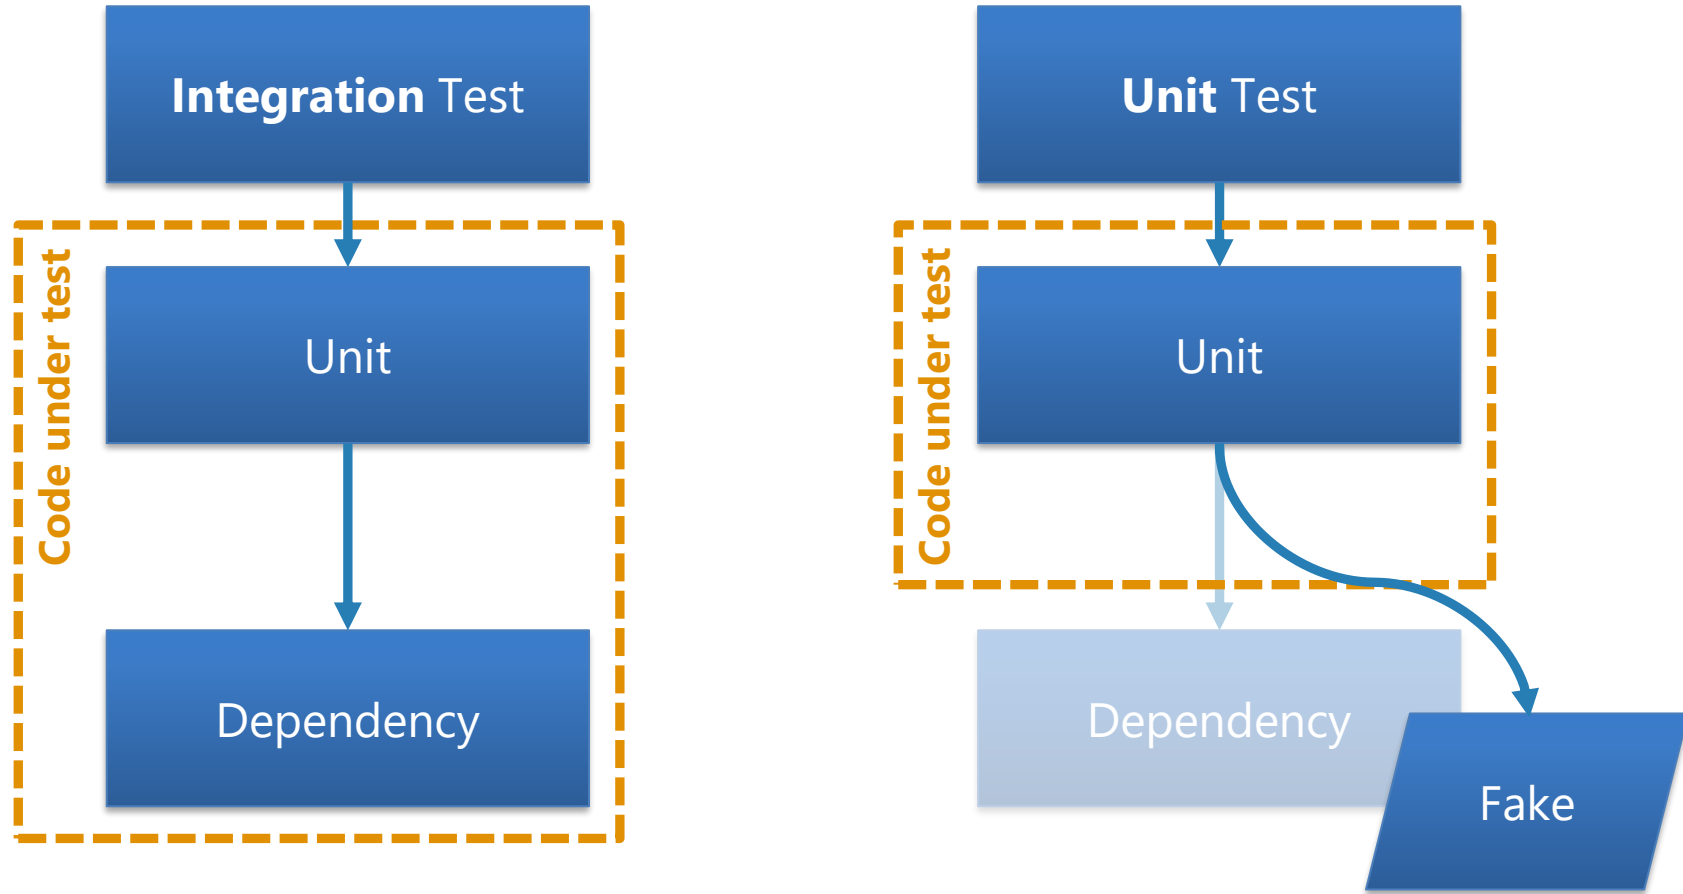 Integration Test
Code under test
Unit
Dependency
Unit Test
Code under test
Unit
Dependency
Fake